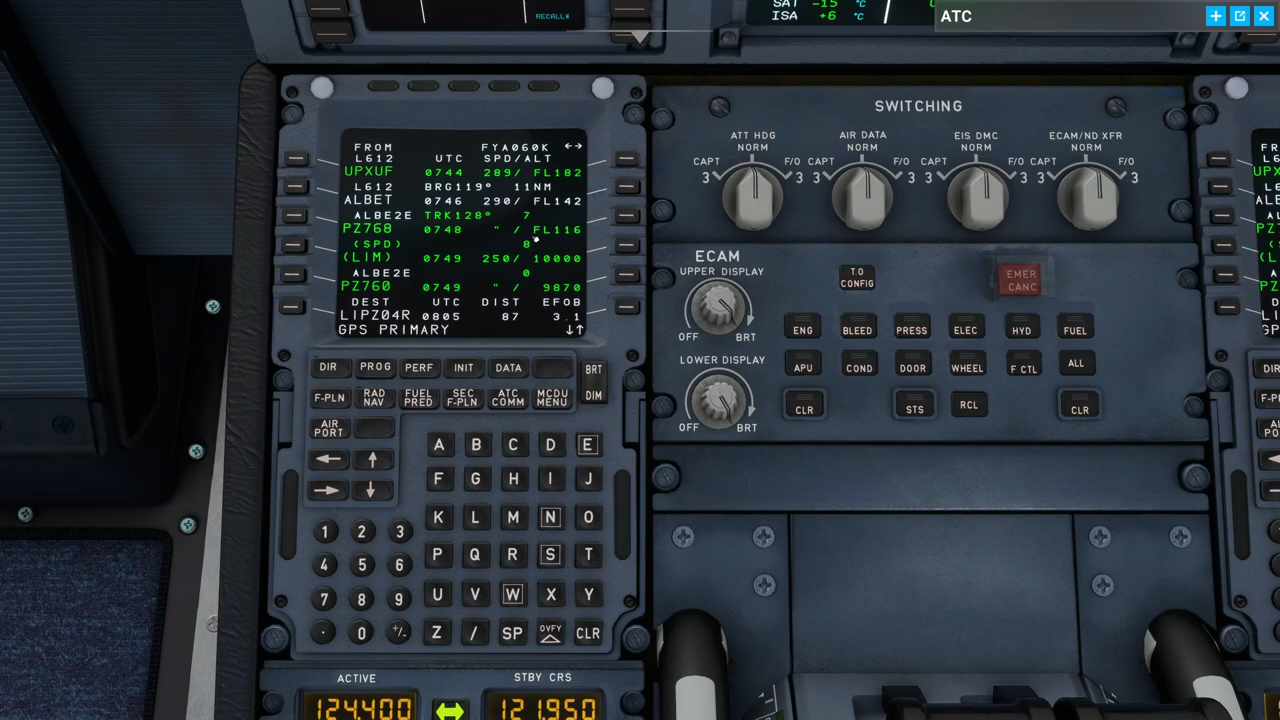 RECALL*
SAT -15 °C
ISA +6 °C
ATC
FROM FYA060K ←→
L612 UTC SPD/ALT
UPXUF 0744 289/ FL182
L612 BRG119° 11NM
ALBET 0746 290/ FL142
ALBE2E TRK128° 7
PZ768 0748 " / FL116
(SPD) 8
(LIM) 0749 250/ 10000
ALBE2E 0
PZ760 0749 " / 9870
DEST UTC DIST EFOB
LIPZ04R 0805 87 3.1
GPS PRIMARY ↓↑
DIR PROG PERF INIT DATA
BRT
DIM
F-PLN RAD NAV FUEL PRED SEC F-PLN ATC COMM MCDU MENU
AIR PORT
← ↑
→ ↓
A B C D E
F G H I J
K L M N O
P Q R S T
U V W X Y
Z / SP OVFY CLR
1 2 3
4 5 6
7 8 9
. 0 +/-
ACTIVE STBY CRS
124.400 121.950
SWITCHING
ATT HDG AIR DATA EIS DMC ECAM/ND XFR
NORM NORM NORM NORM
CAPT F/O CAPT F/O CAPT F/O CAPT F/O
3 3 3 3 3 3 3 3
ECAM
UPPER DISPLAY
OFF BRT
LOWER DISPLAY
OFF BRT
T.O CONFIG
EMER CANC
ENG BLEED PRESS ELEC HYD FUEL
APU COND DOOR WHEEL F CTL ALL
CLR STS RCL CLR